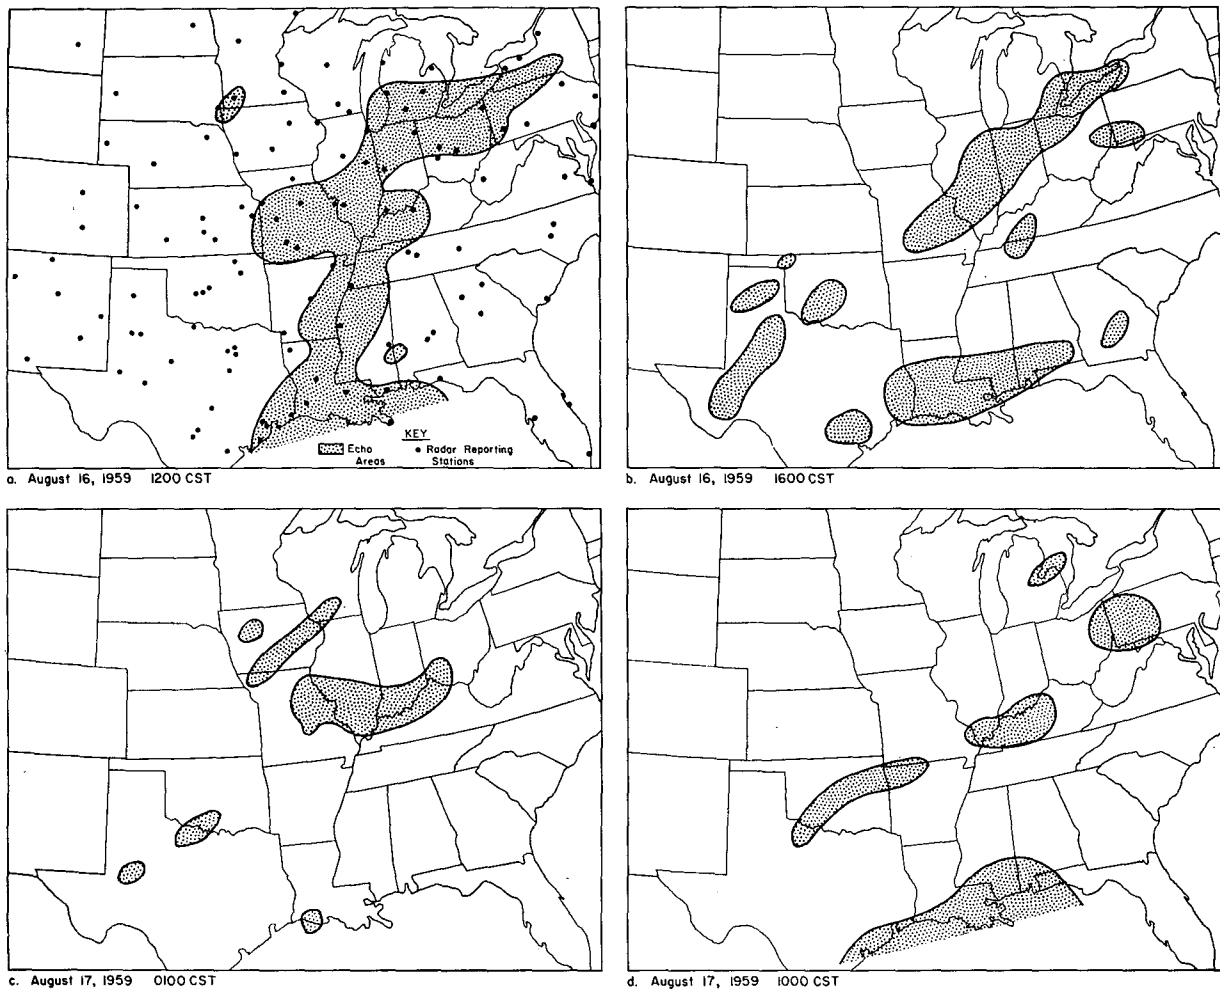 KEY
Echo Areas
Radar Reporting Stations
a. August 16, 1959 1200 CST
b. August 16, 1959 1600 CST
c. August 17, 1959 0100 CST
d. August 17, 1959 1000 CST